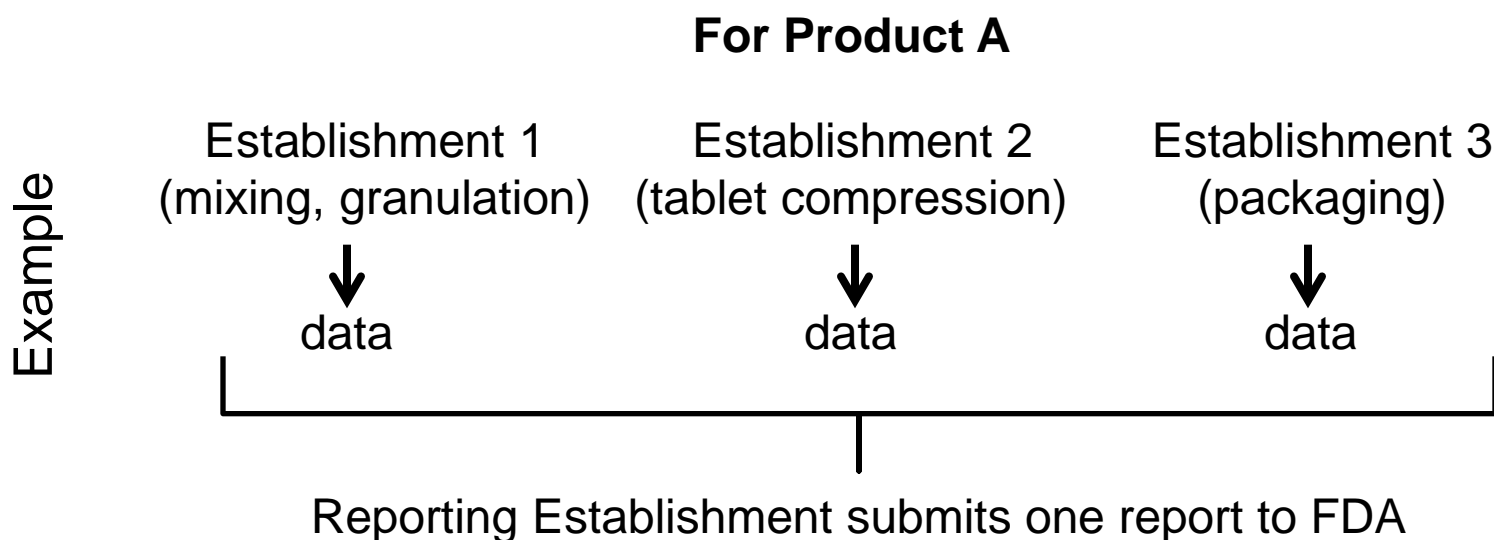 For Product A
Example
Establishment 1
(mixing, granulation)
data
Establishment 2
(tablet compression)
data
Establishment 3
(packaging)
data
Reporting Establishment submits one report to FDA